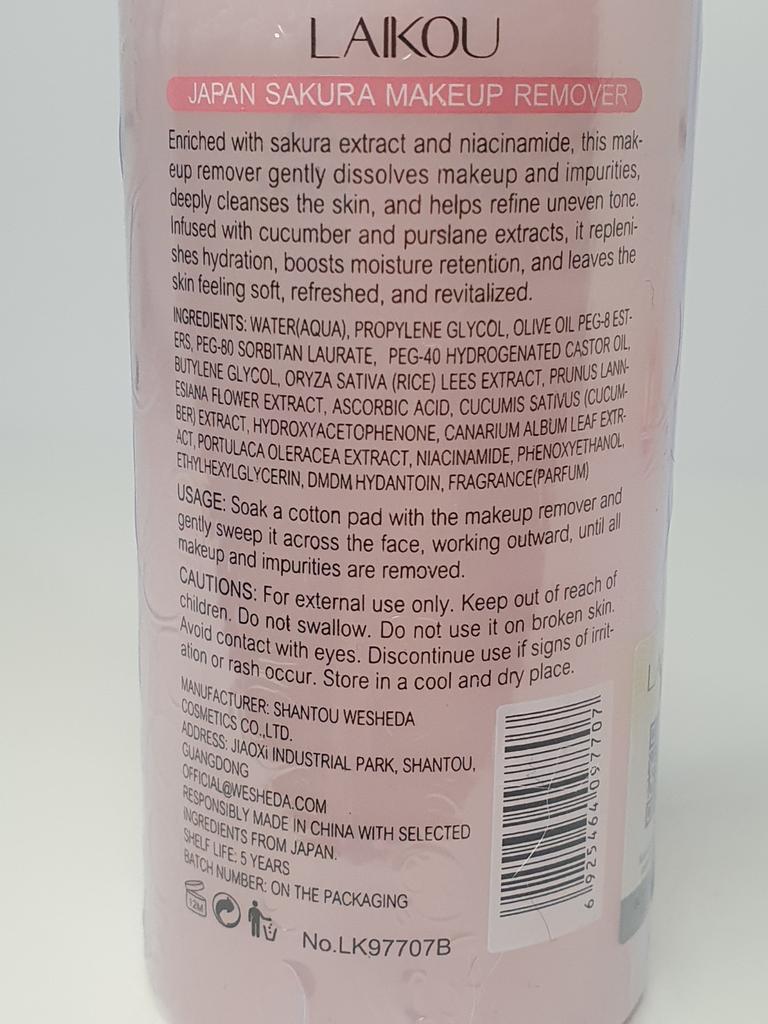 LAIKOU
JAPAN SAKURA MAKEUP REMOVER
Enriched with sakura extract and niacinamide, this mak-
eup remover gently dissolves makeup and impurities,
deeply cleanses the skin, and helps refine uneven tone.
Infused with cucumber and purslane extracts, it repleni-
shes hydration, boosts moisture retention, and leaves the
skin feeling soft, refreshed, and revitalized.
INGREDIENTS: WATER(AQUA), PROPYLENE GLYCOL, OLIVE OIL PEG-8 EST-
ERS, PEG-80 SORBITAN LAURATE, PEG-40 HYDROGENATED CASTOR OIL,
BUTYLENE GLYCOL, ORYZA SATIVA (RICE) LEES EXTRACT, PRUNUS LANN-
ESIANA FLOWER EXTRACT, ASCORBIC ACID, CUCUMIS SATIVUS (CUCUM-
BER) EXTRACT, HYDROXYACETOPHENONE, CANARIUM ALBUM LEAF EXTR-
ACT, PORTULACA OLERACEA EXTRACT, NIACINAMIDE, PHENOXYETHANOL,
ETHYLHEXYLGLYCERIN, DMDM HYDANTOIN, FRAGRANCE(PARFUM)
USAGE: Soak a cotton pad with the makeup remover and
gently sweep it across the face, working outward, until all
makeup and impurities are removed.
CAUTIONS: For external use only. Keep out of reach of
children. Do not swallow. Do not use it on broken skin.
Avoid contact with eyes. Discontinue use if signs of irrit-
ation or rash occur. Store in a cool and dry place.
MANUFACTURER: SHANTOU WESHEDA
COSMETICS CO.,LTD.
ADDRESS: JIAOXi INDUSTRIAL PARK, SHANTOU,
GUANGDONG
OFFICIAL@WESHEDA.COM
RESPONSIBLY MADE IN CHINA WITH SELECTED
INGREDIENTS FROM JAPAN.
SHELF LIFE: 5 YEARS
BATCH NUMBER: ON THE PACKAGING
12M
No.LK97707B
6 925464 097707